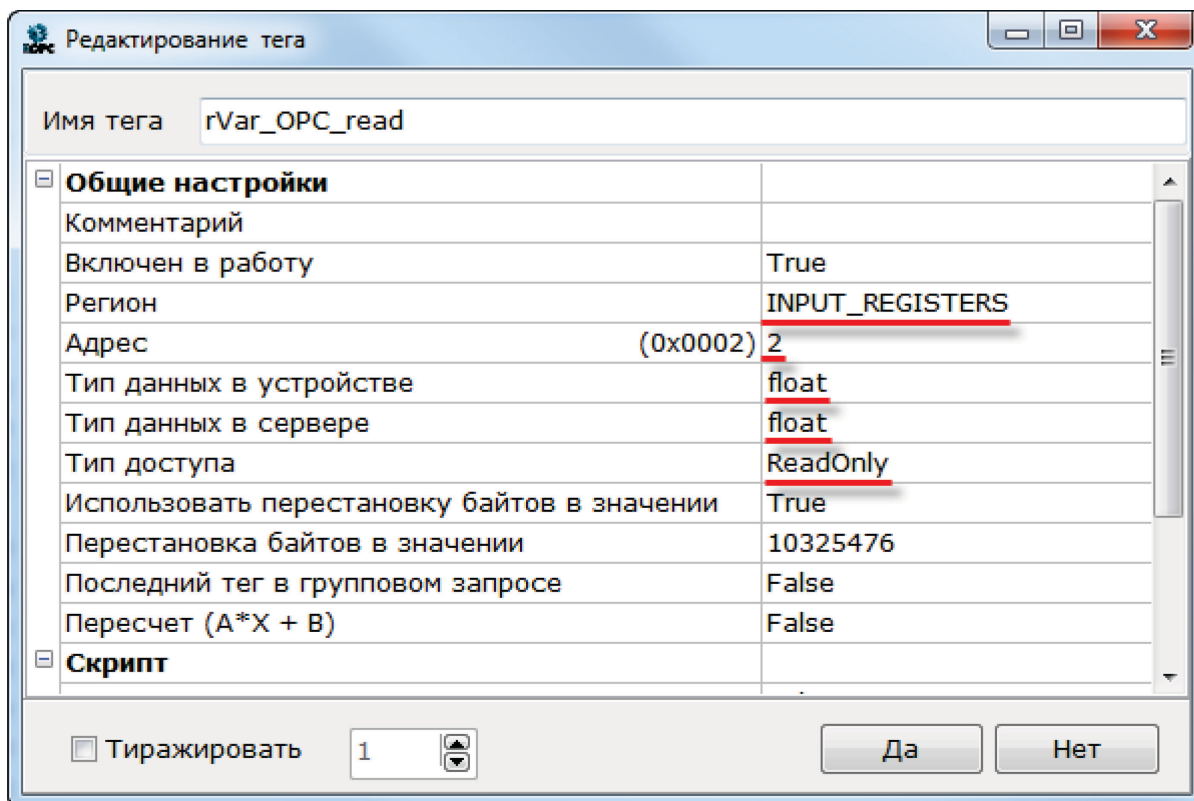 Редактирование тега
Имя тега rVar_OPC_read
Общие настройки
Комментарий
Включен в работу True
Регион INPUT_REGISTERS
Адрес (0x0002) 2
Тип данных в устройстве float
Тип данных в сервере float
Тип доступа ReadOnly
Использовать перестановку байтов в значении True
Перестановка байтов в значении 10325476
Последний тег в групповом запросе False
Пересчет (A*X + B) False
Скрипт
Тиражировать 1 Да Нет